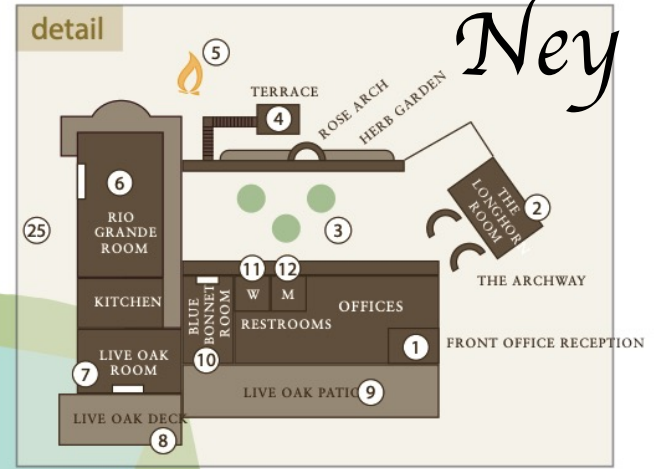 detail
Ney
5
TERRACE
4
ROSE ARCH
HERB GARDEN
6
RIO
GRANDE
ROOM
25
3
2
THE
LONGHOR
ROOM
THE ARCHWAY
11
12
W
M
KITCHEN
BLUE
BONNET
ROOM
RESTROOMS
OFFICES
1
FRONT OFFICE RECEPTION
LIVE OAK
ROOM
7
10
LIVE OAK PATIO
9
LIVE OAK DECK
8